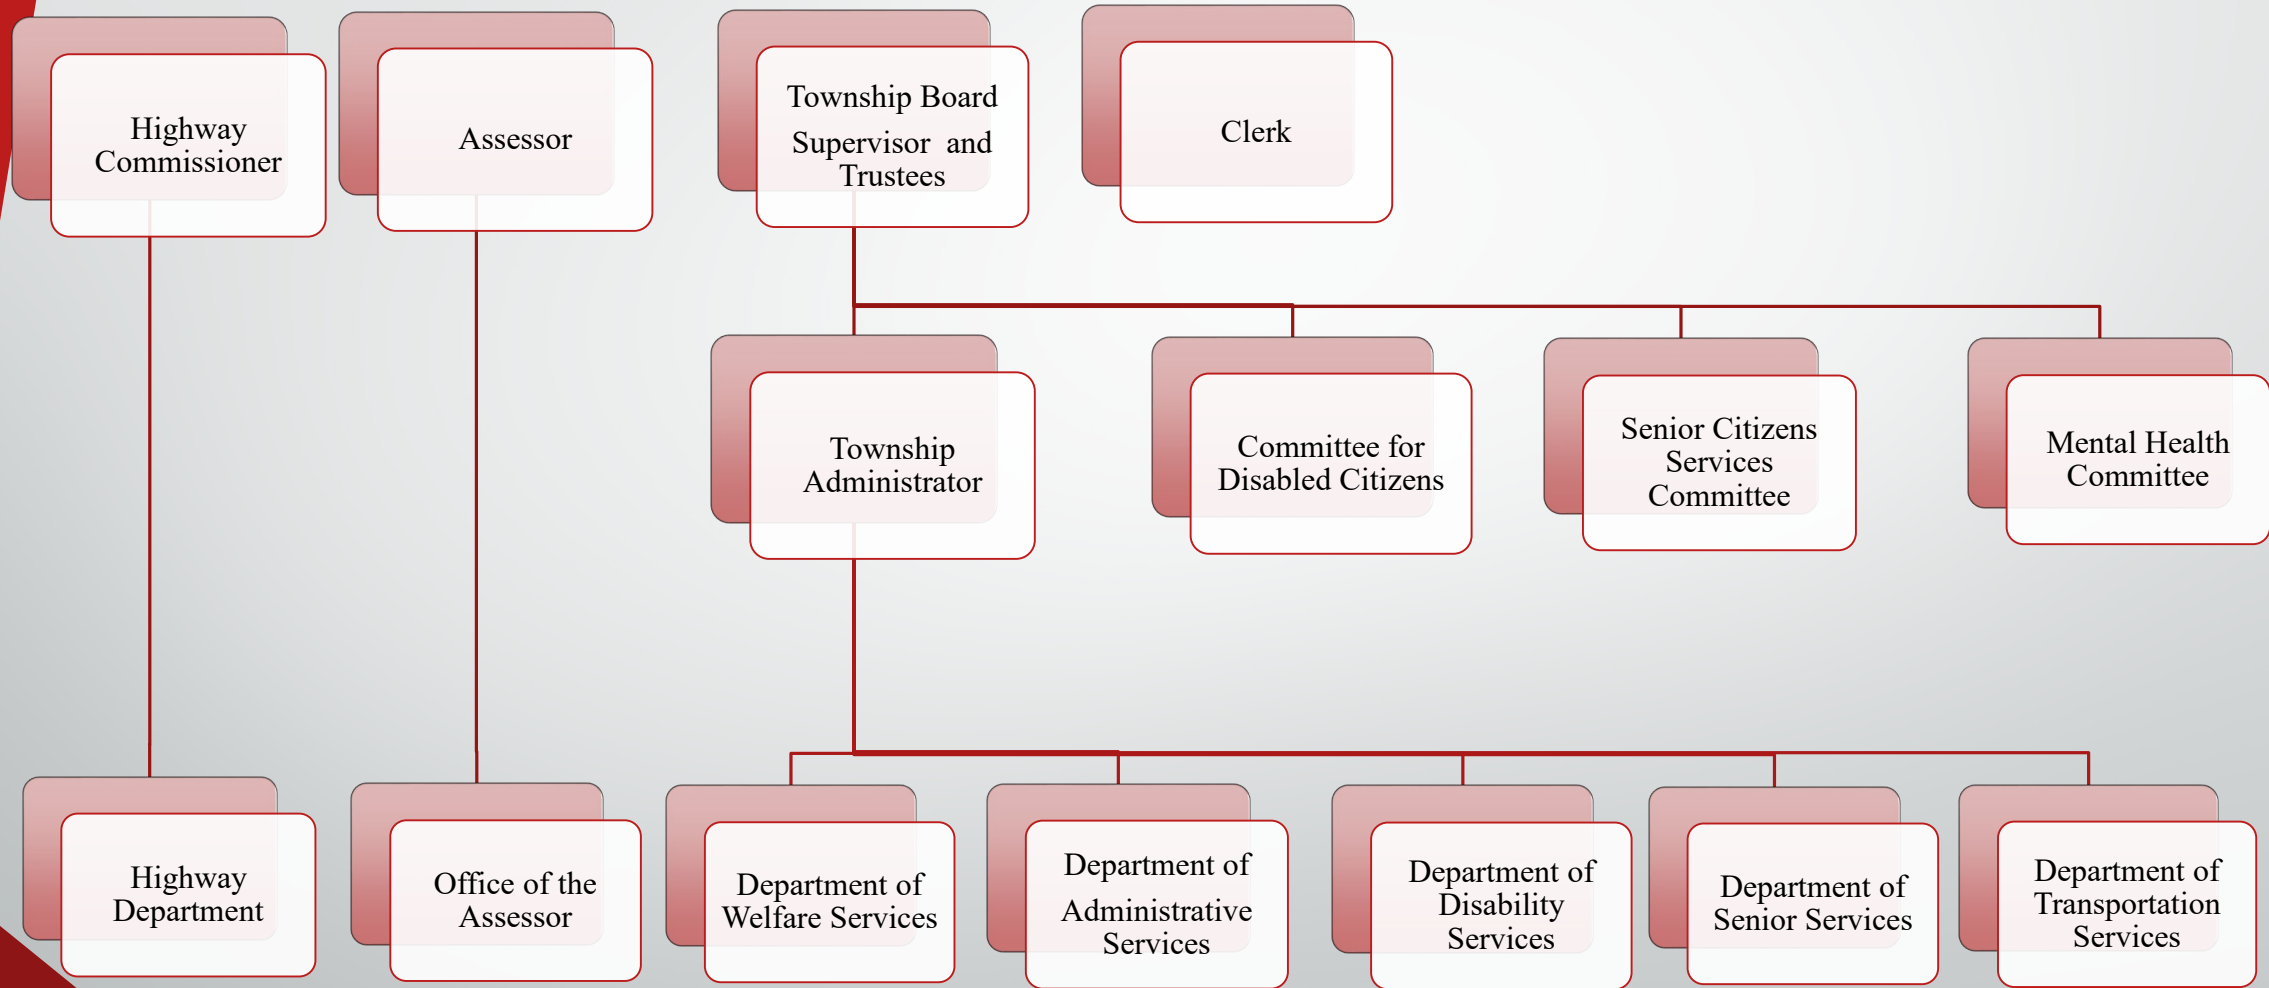 Highway
Commissioner
Assessor
Township Board
Supervisor  and
Trustees
Clerk
Township
Administrator
Committee for
Disabled Citizens
Senior Citizens
Services
Committee
Mental Health
Committee
Highway
Department
Office of the
Assessor
Department of
Welfare Services
Department of
Administrative
Services
Department of
Disability
Services
Department of
Senior Services
Department of
Transportation
Services